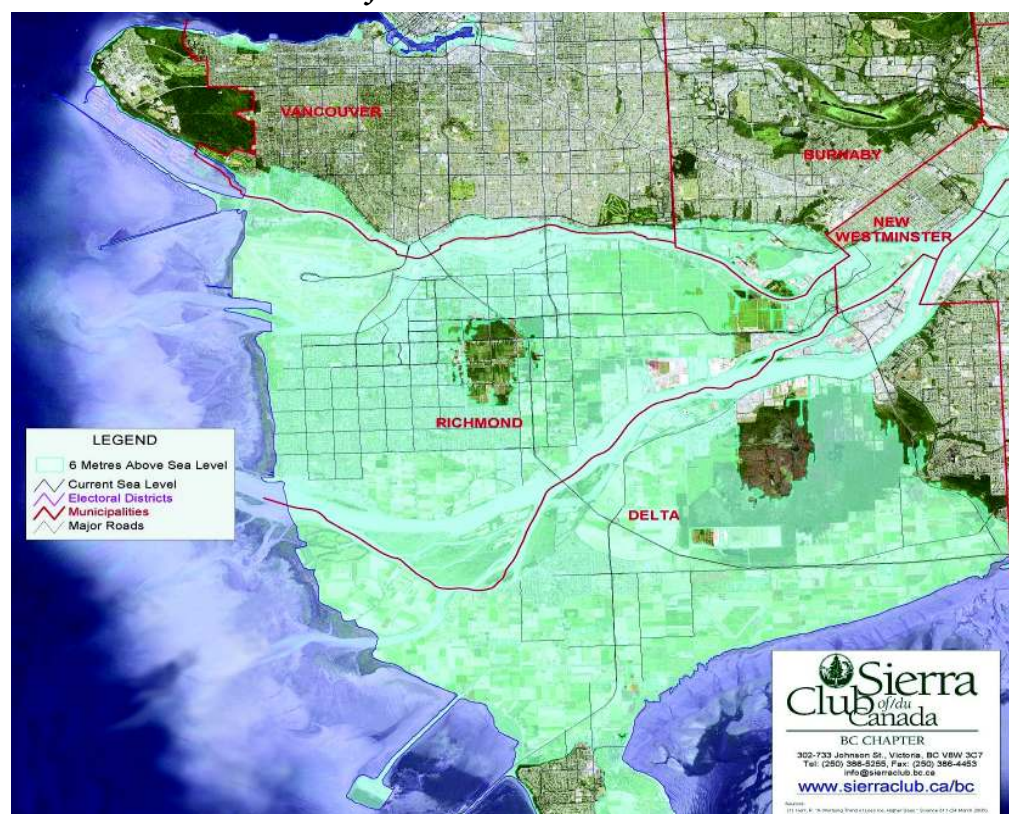 VANCOUVER
BURNABY
NEW
WESTMINSTER
RICHMOND
LEGEND
6 Metres Above Sea Level
Current Sea Level
Electoral Districts
Municipalities
Major Roads
DELTA
Sierra
Club of/du
Canada
BC CHAPTER
302-733 Johnson St., Victoria, BC V8W 3C7
Tel: (250) 386-5255, Fax: (250) 386-4453
info@sierraclub.bc.ca
www.sierraclub.ca/bc
Sources: